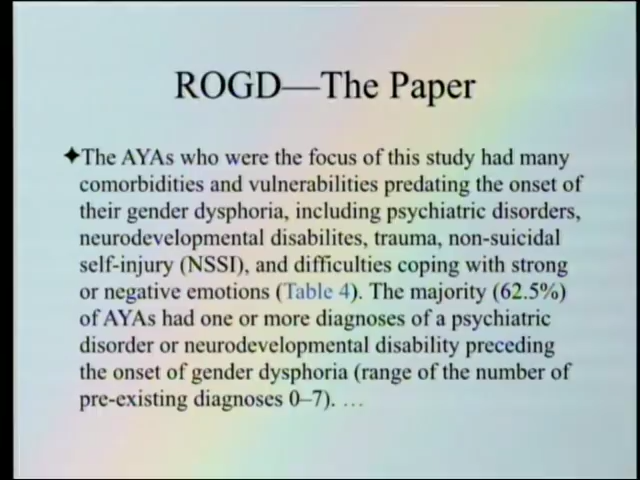 ROGD—The Paper
✦The AYAs who were the focus of this study had many
comorbidities and vulnerabilities predating the onset of
their gender dysphoria, including psychiatric disorders,
neurodevelopmental disabilites, trauma, non-suicidal
self-injury (NSSI), and difficulties coping with strong
or negative emotions (Table 4). The majority (62.5%)
of AYAs had one or more diagnoses of a psychiatric
disorder or neurodevelopmental disability preceding
the onset of gender dysphoria (range of the number of
pre-existing diagnoses 0–7). …